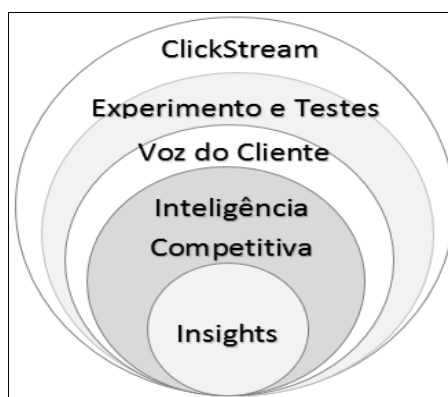 ClickStream
Experimento e Testes
Voz do Cliente
Inteligência
Competitiva
Insights